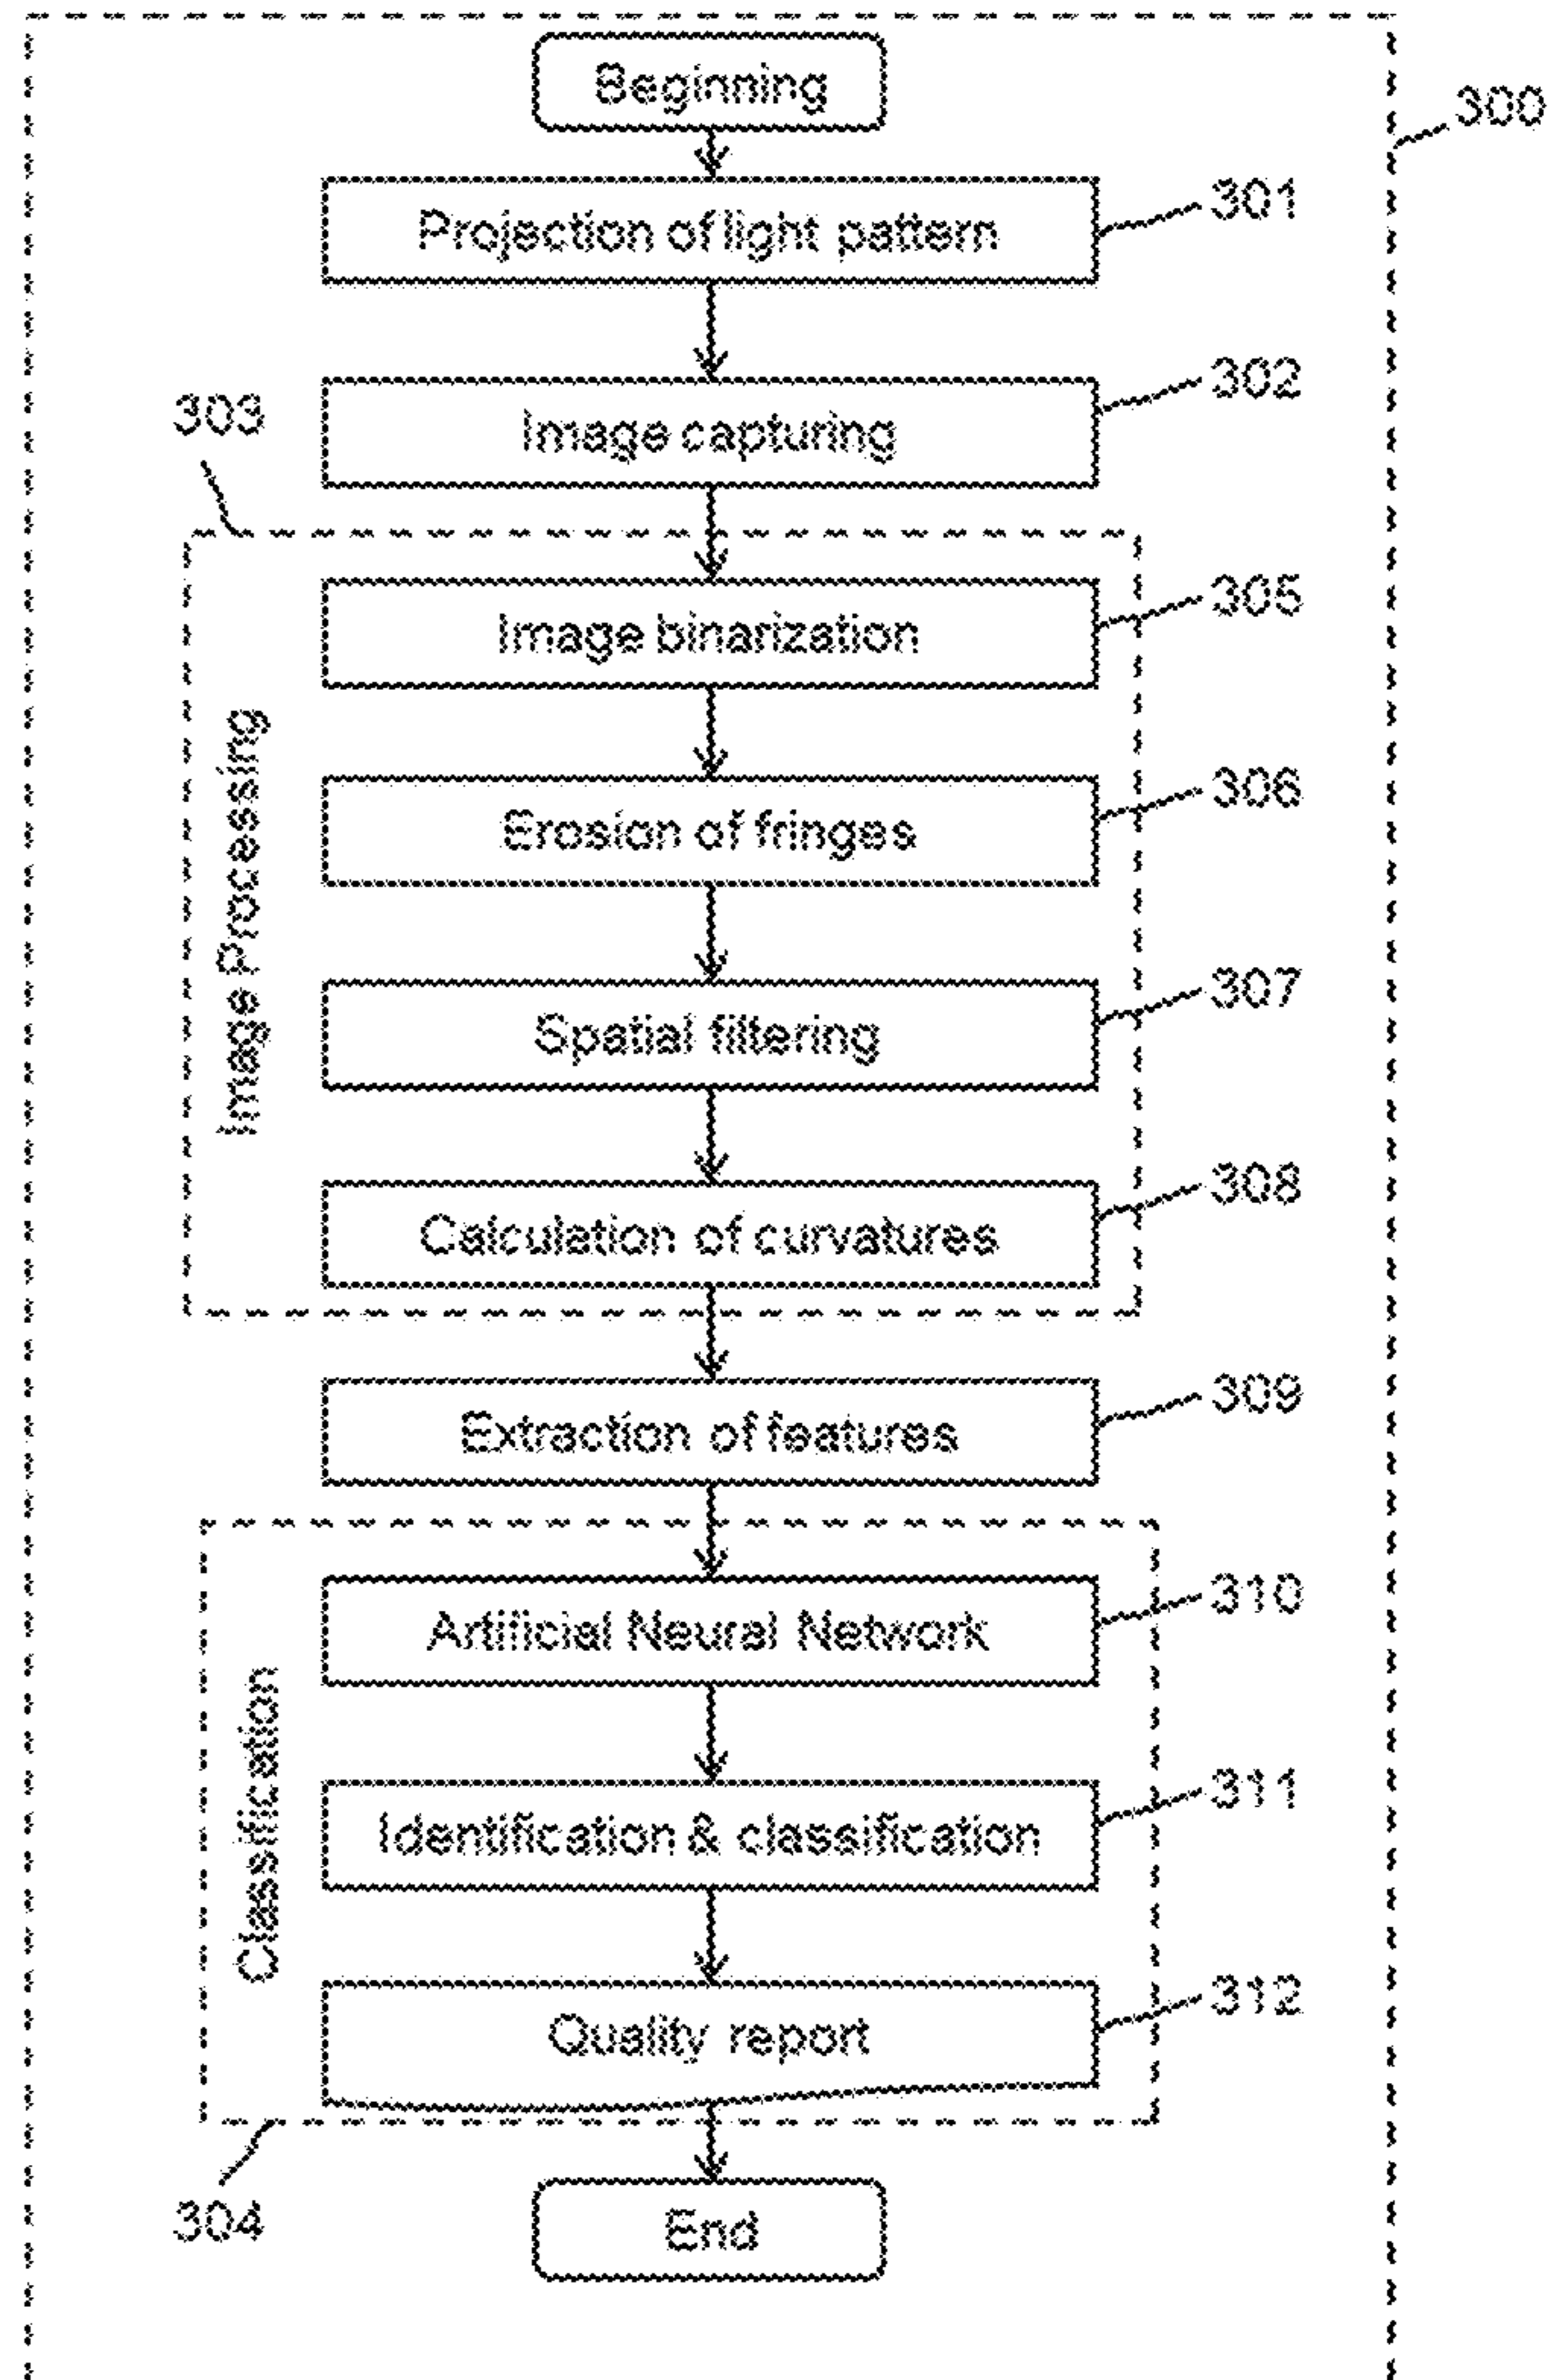 Beginning
300
Projection of light pattern
301
Image capturing
302
303
Image Processing
Image binarization
305
Erosion of fringes
306
Spatial filtering
307
Calculation of curvatures
308
Extraction of features
309
Classification
Artificial Neural Network
310
Identification & classification
311
Quality report
312
304
End